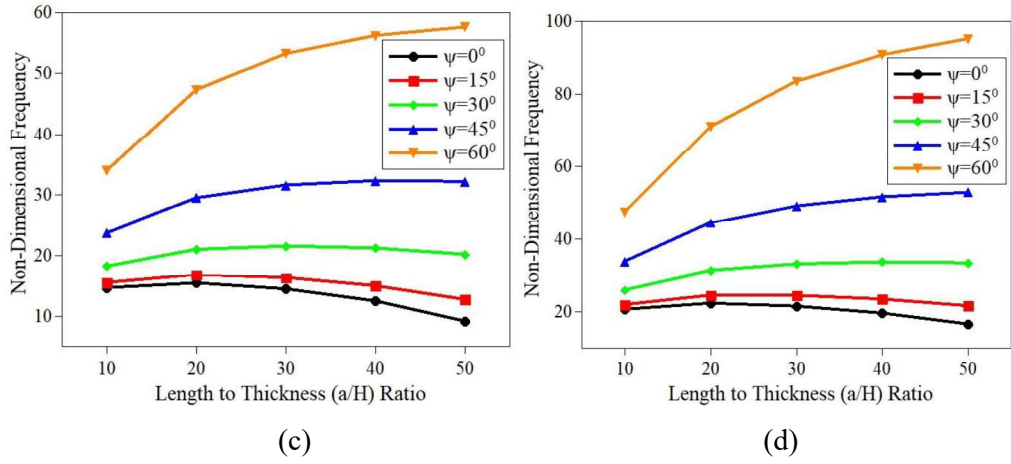 60
50
40
30
20
10
Non-Dimensional Frequency
ψ=0⁰
ψ=15⁰
ψ=30⁰
ψ=45⁰
ψ=60⁰
10 20 30 40 50
Length to Thickness (a/H) Ratio
(c)
100
80
60
40
20
Non-Dimensional Frequency
ψ=0⁰
ψ=15⁰
ψ=30⁰
ψ=45⁰
ψ=60⁰
10 20 30 40 50
Length to Thickness (a/H) Ratio
(d)